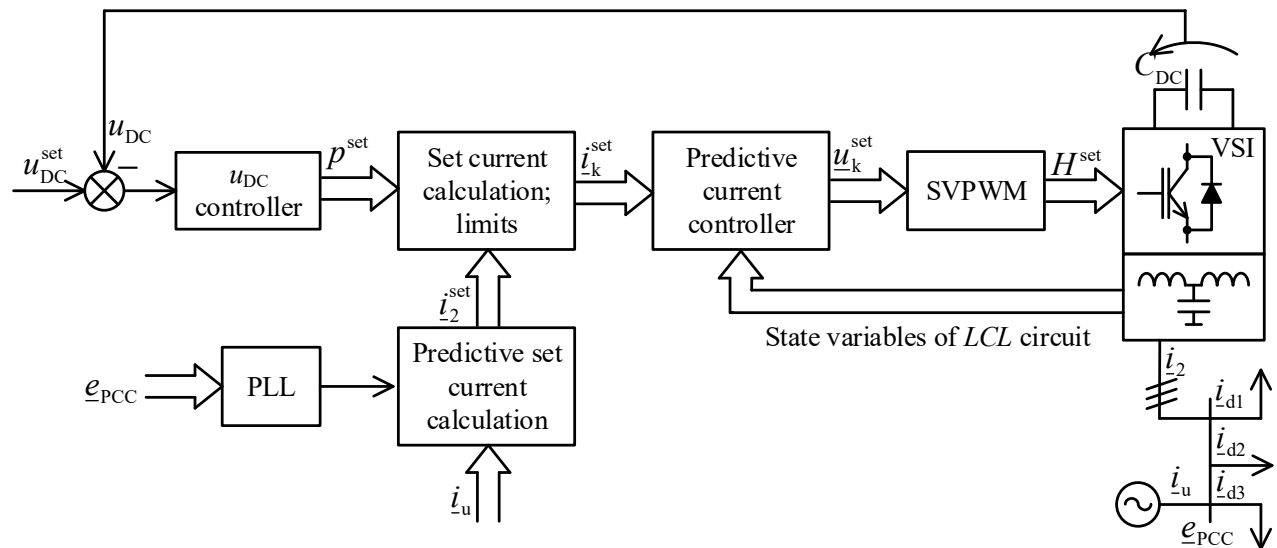 C_DC
u_DC
u_DC^set
−
u_DC
controller
p^set
Set current
calculation;
limits
i_k^set
Predictive
current
controller
u_k^set
SVPWM
H^set
VSI
i_2^set
State variables of LCL circuit
e_PCC
PLL
Predictive set
current
calculation
i_2
i_d1
i_d2
i_u
i_u
i_d3
e_PCC